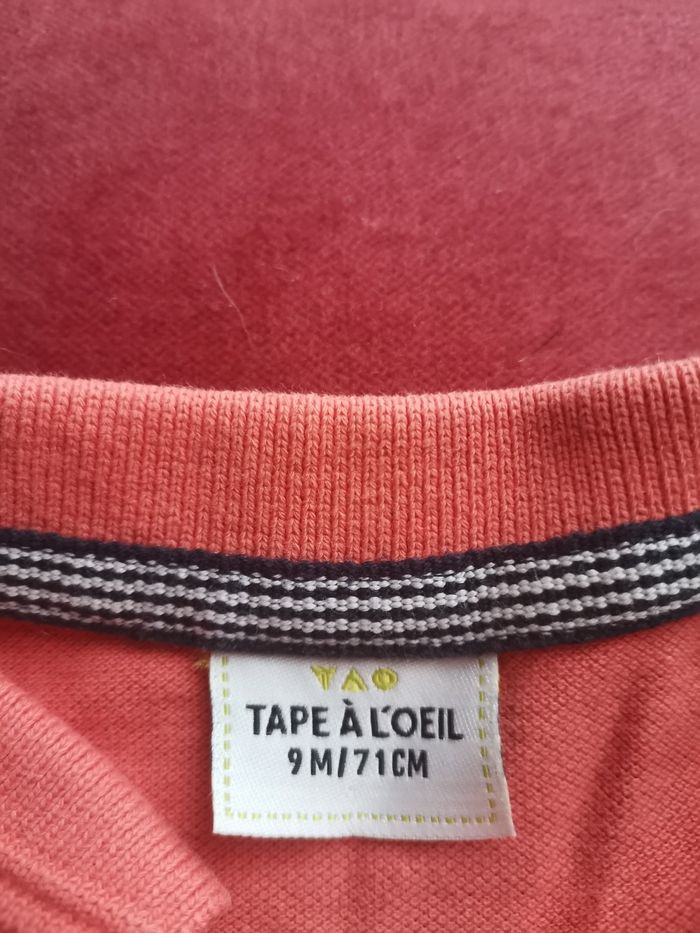 TAO
TAPE À L'OEIL
9M/71CM